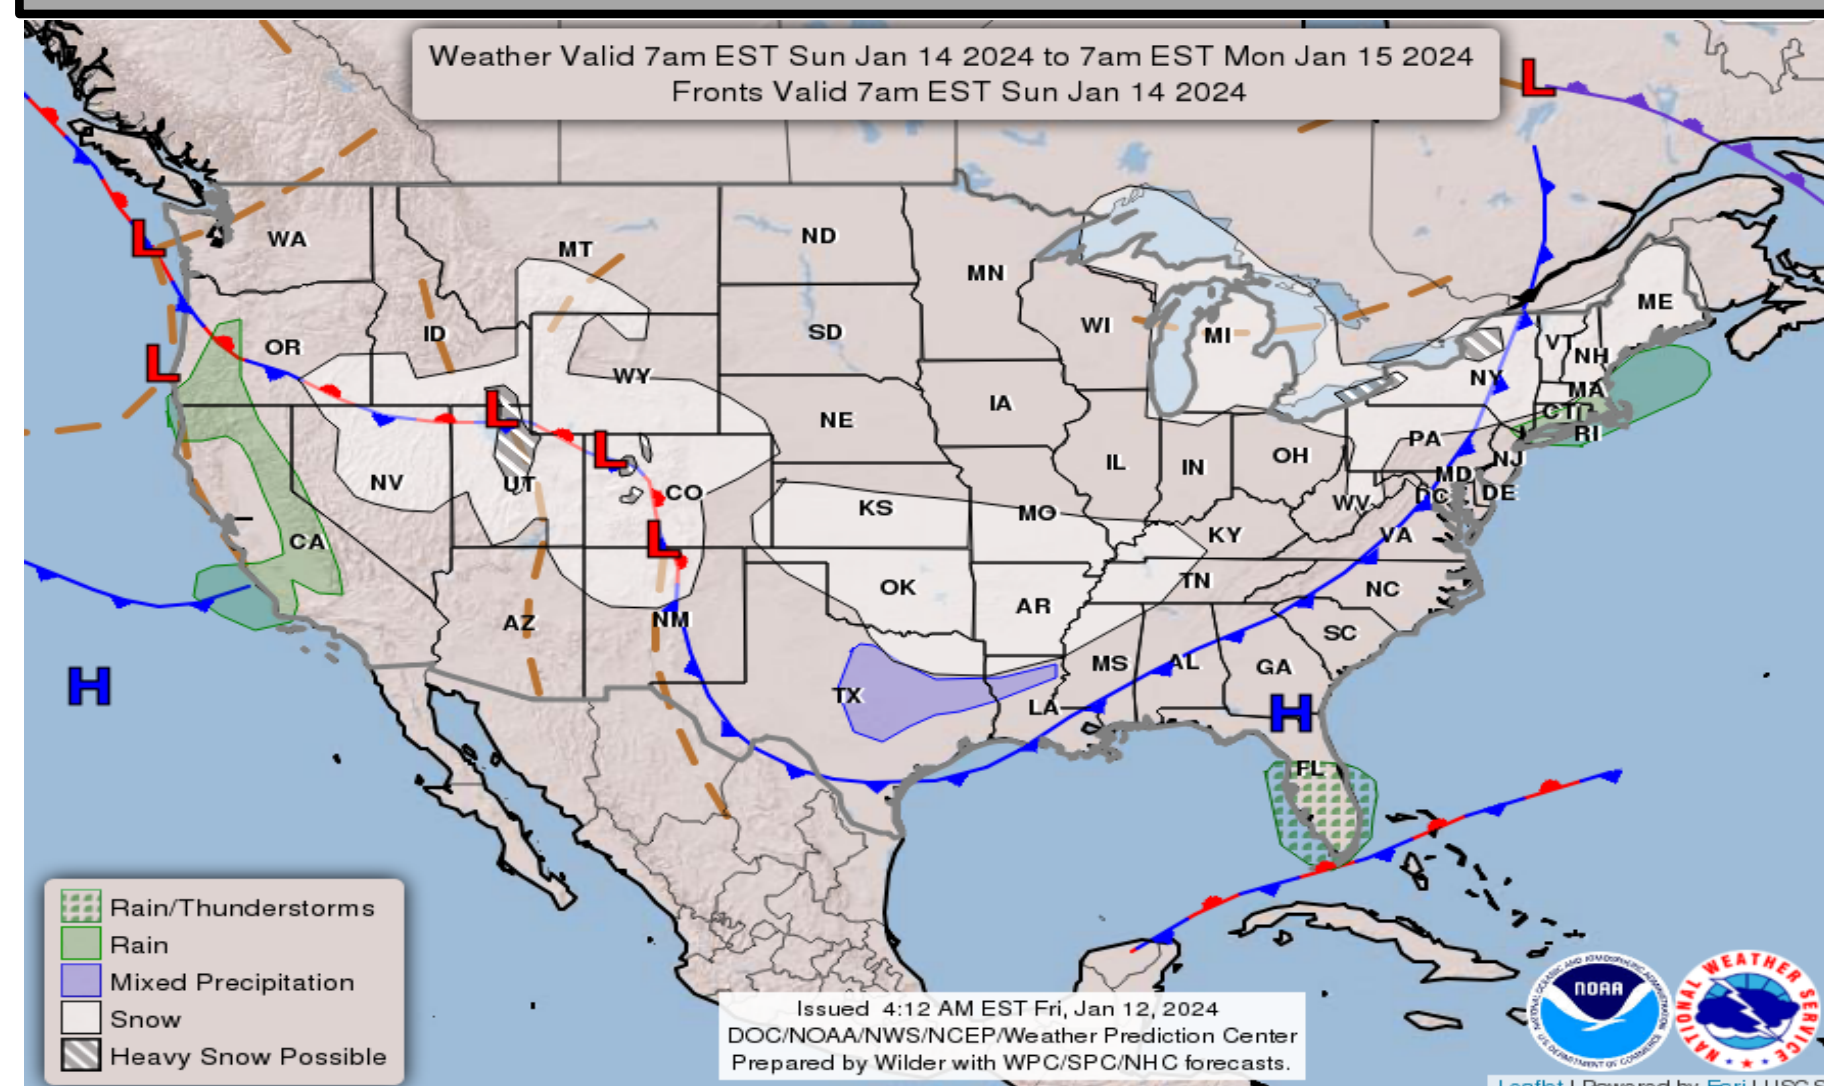 Weather Valid 7am EST Sun Jan 14 2024 to 7am EST Mon Jan 15 2024
Fronts Valid 7am EST Sun Jan 14 2024
L
L
WA
MT
ND
MN
ME
L
OR
ID
SD
WI
MI
VT
NH
L
WY
NY
MA
L
NE
IA
CT
RI
L
PA
NJ
NV
UT
CO
KS
MO
IL
IN
OH
MD
DE
DC
WV
CA
L
KY
VA
OK
AR
TN
NC
AZ
NM
SC
H
TX
LA
MS
AL
GA
H
FL
Rain/Thunderstorms
Rain
Mixed Precipitation
Snow
Heavy Snow Possible
Issued 4:12 AM EST Fri, Jan 12, 2024
DOC/NOAA/NWS/NCEP/Weather Prediction Center
Prepared by Wilder with WPC/SPC/NHC forecasts.
NOAA
NATIONAL WEATHER SERVICE